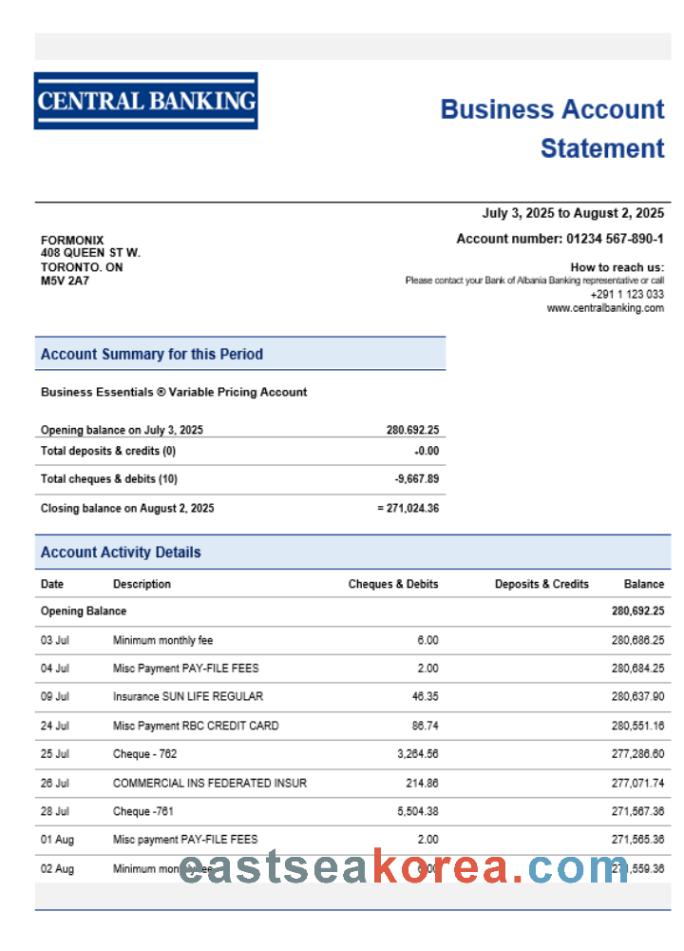 CENTRAL BANKING
Business Account
Statement
July 3, 2025 to August 2, 2025
FORMONIX
408 QUEEN ST W.
TORONTO. ON
M5V 2A7
Account number: 01234 567-890-1
How to reach us:
Please contact your Bank of Albania Banking representative or call
+291 1 123 033
www.centralbanking.com
Account Summary for this Period
Business Essentials ® Variable Pricing Account
Opening balance on July 3, 2025 280.692.25
Total deposits & credits (0) -0.00
Total cheques & debits (10) -9,667.89
Closing balance on August 2, 2025 = 271,024.36
Account Activity Details
Date Description Cheques & Debits Deposits & Credits Balance
Opening Balance 280,692.25
03 Jul Minimum monthly fee 6.00 280,686.25
04 Jul Misc Payment PAY-FILE FEES 2.00 280,684.25
09 Jul Insurance SUN LIFE REGULAR 46.35 280,637.90
24 Jul Misc Payment RBC CREDIT CARD 86.74 280,551.16
25 Jul Cheque - 762 3,264.56 277,286.60
26 Jul COMMERCIAL INS FEDERATED INSUR 214.86 277,071.74
28 Jul Cheque -761 5,504.38 271,567.36
01 Aug Misc payment PAY-FILE FEES 2.00 271,565.36
02 Aug Minimum monthly fee 6.00 271,559.36
eastseakorea.com